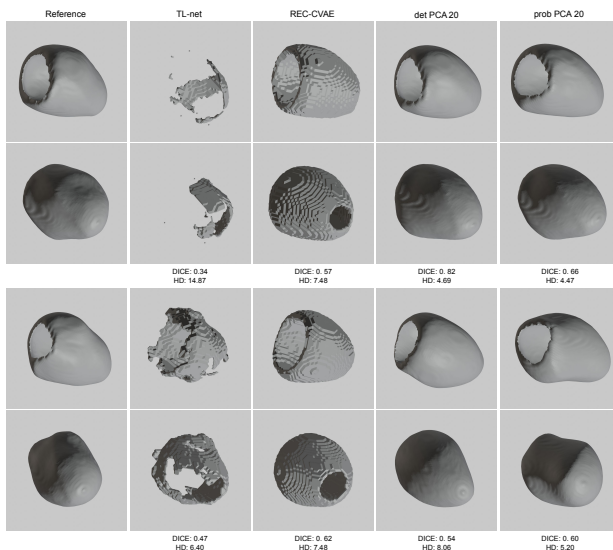 Reference TL-net REC-CVAE det PCA 20 prob PCA 20
DICE: 0.34 DICE: 0. 57 DICE: 0. 82 DICE: 0. 66
HD: 14.87 HD: 7.48 HD: 4.69 HD: 4.47
DICE: 0.47 DICE: 0. 62 DICE: 0. 54 DICE: 0. 60
HD: 6.40 HD: 7.48 HD: 8.06 HD: 5.20